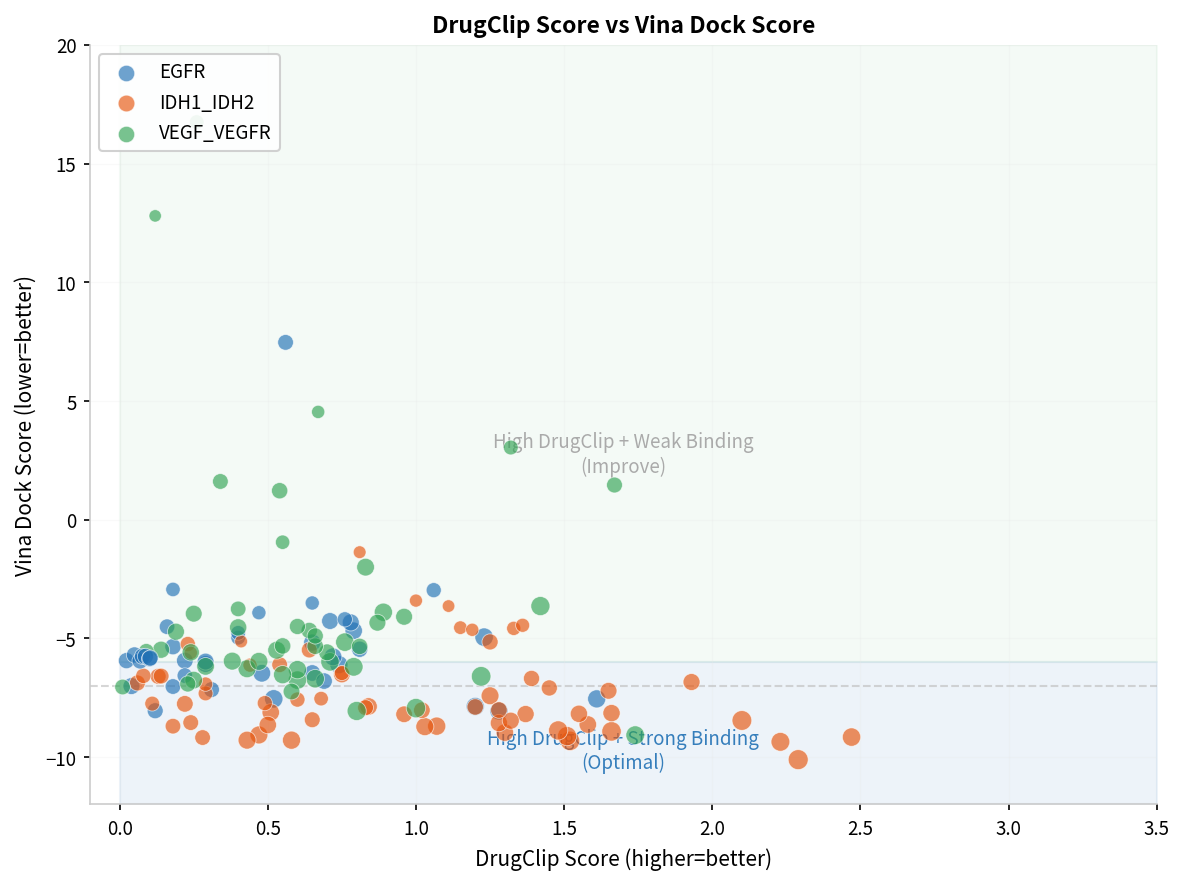 DrugClip Score vs Vina Dock Score
EGFR
IDH1_IDH2
VEGF_VEGFR
20
15
10
5
0
−5
−10
Vina Dock Score (lower=better)
High DrugClip + Weak Binding
(Improve)
High DrugClip + Strong Binding
(Optimal)
0.0 0.5 1.0 1.5 2.0 2.5 3.0 3.5
DrugClip Score (higher=better)